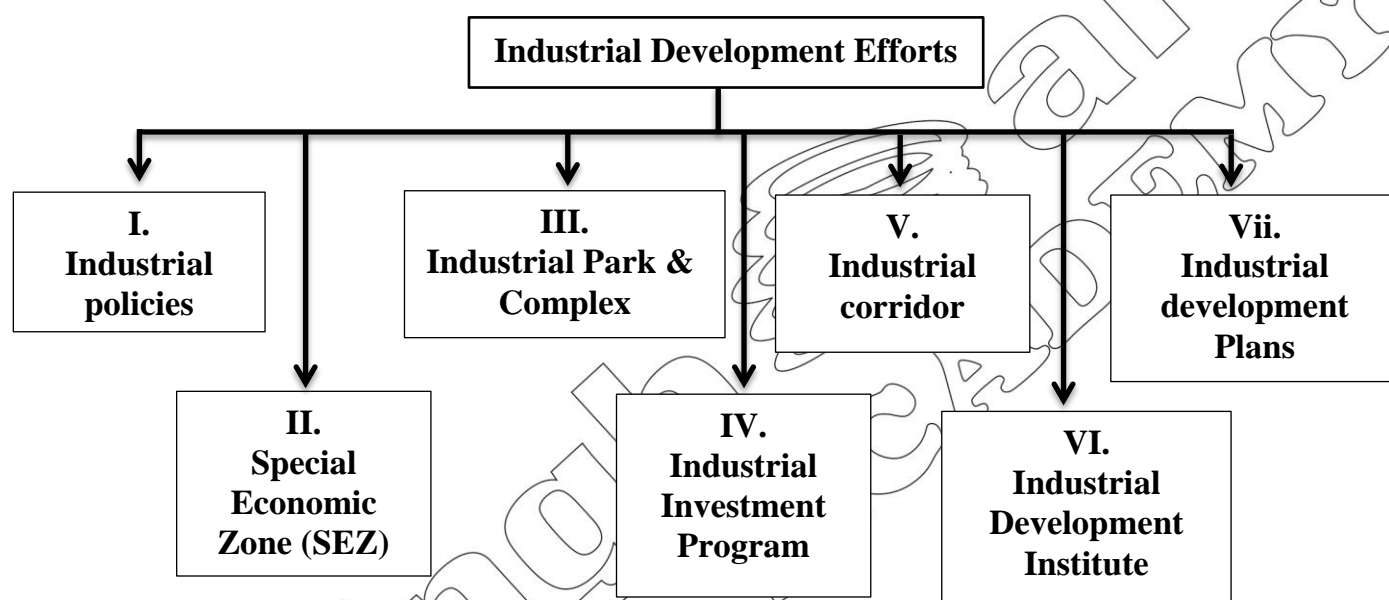 Industrial Development Efforts
I.
Industrial
policies
II.
Special
Economic
Zone (SEZ)
III.
Industrial Park &
Complex
IV.
Industrial
Investment
Program
V.
Industrial
corridor
VI.
Industrial
Development
Institute
Vii.
Industrial
development
Plans